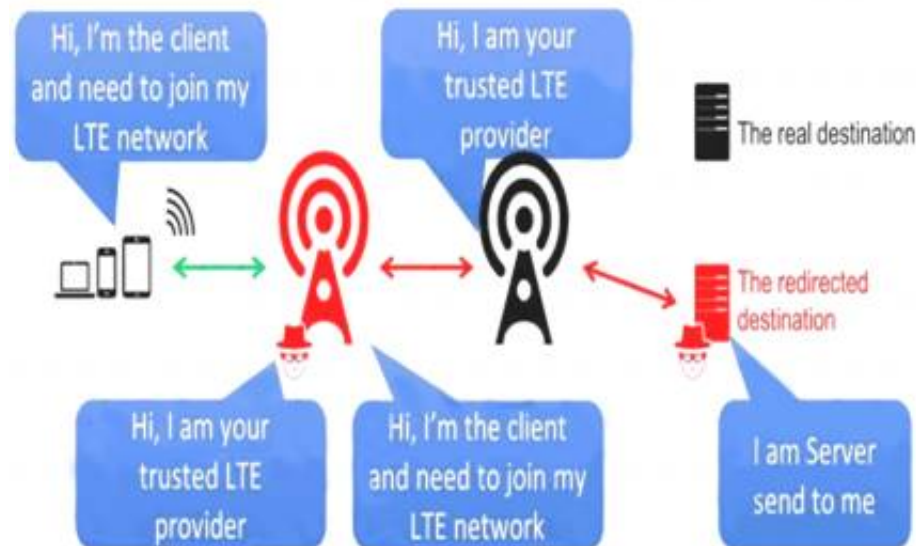 Hi, I'm the client
and need to join my
LTE network
Hi, I am your
trusted LTE
provider
The real destination
The redirected
destination
Hi, I am your
trusted LTE
provider
Hi, I'm the client
and need to join my
LTE network
I am Server
send to me